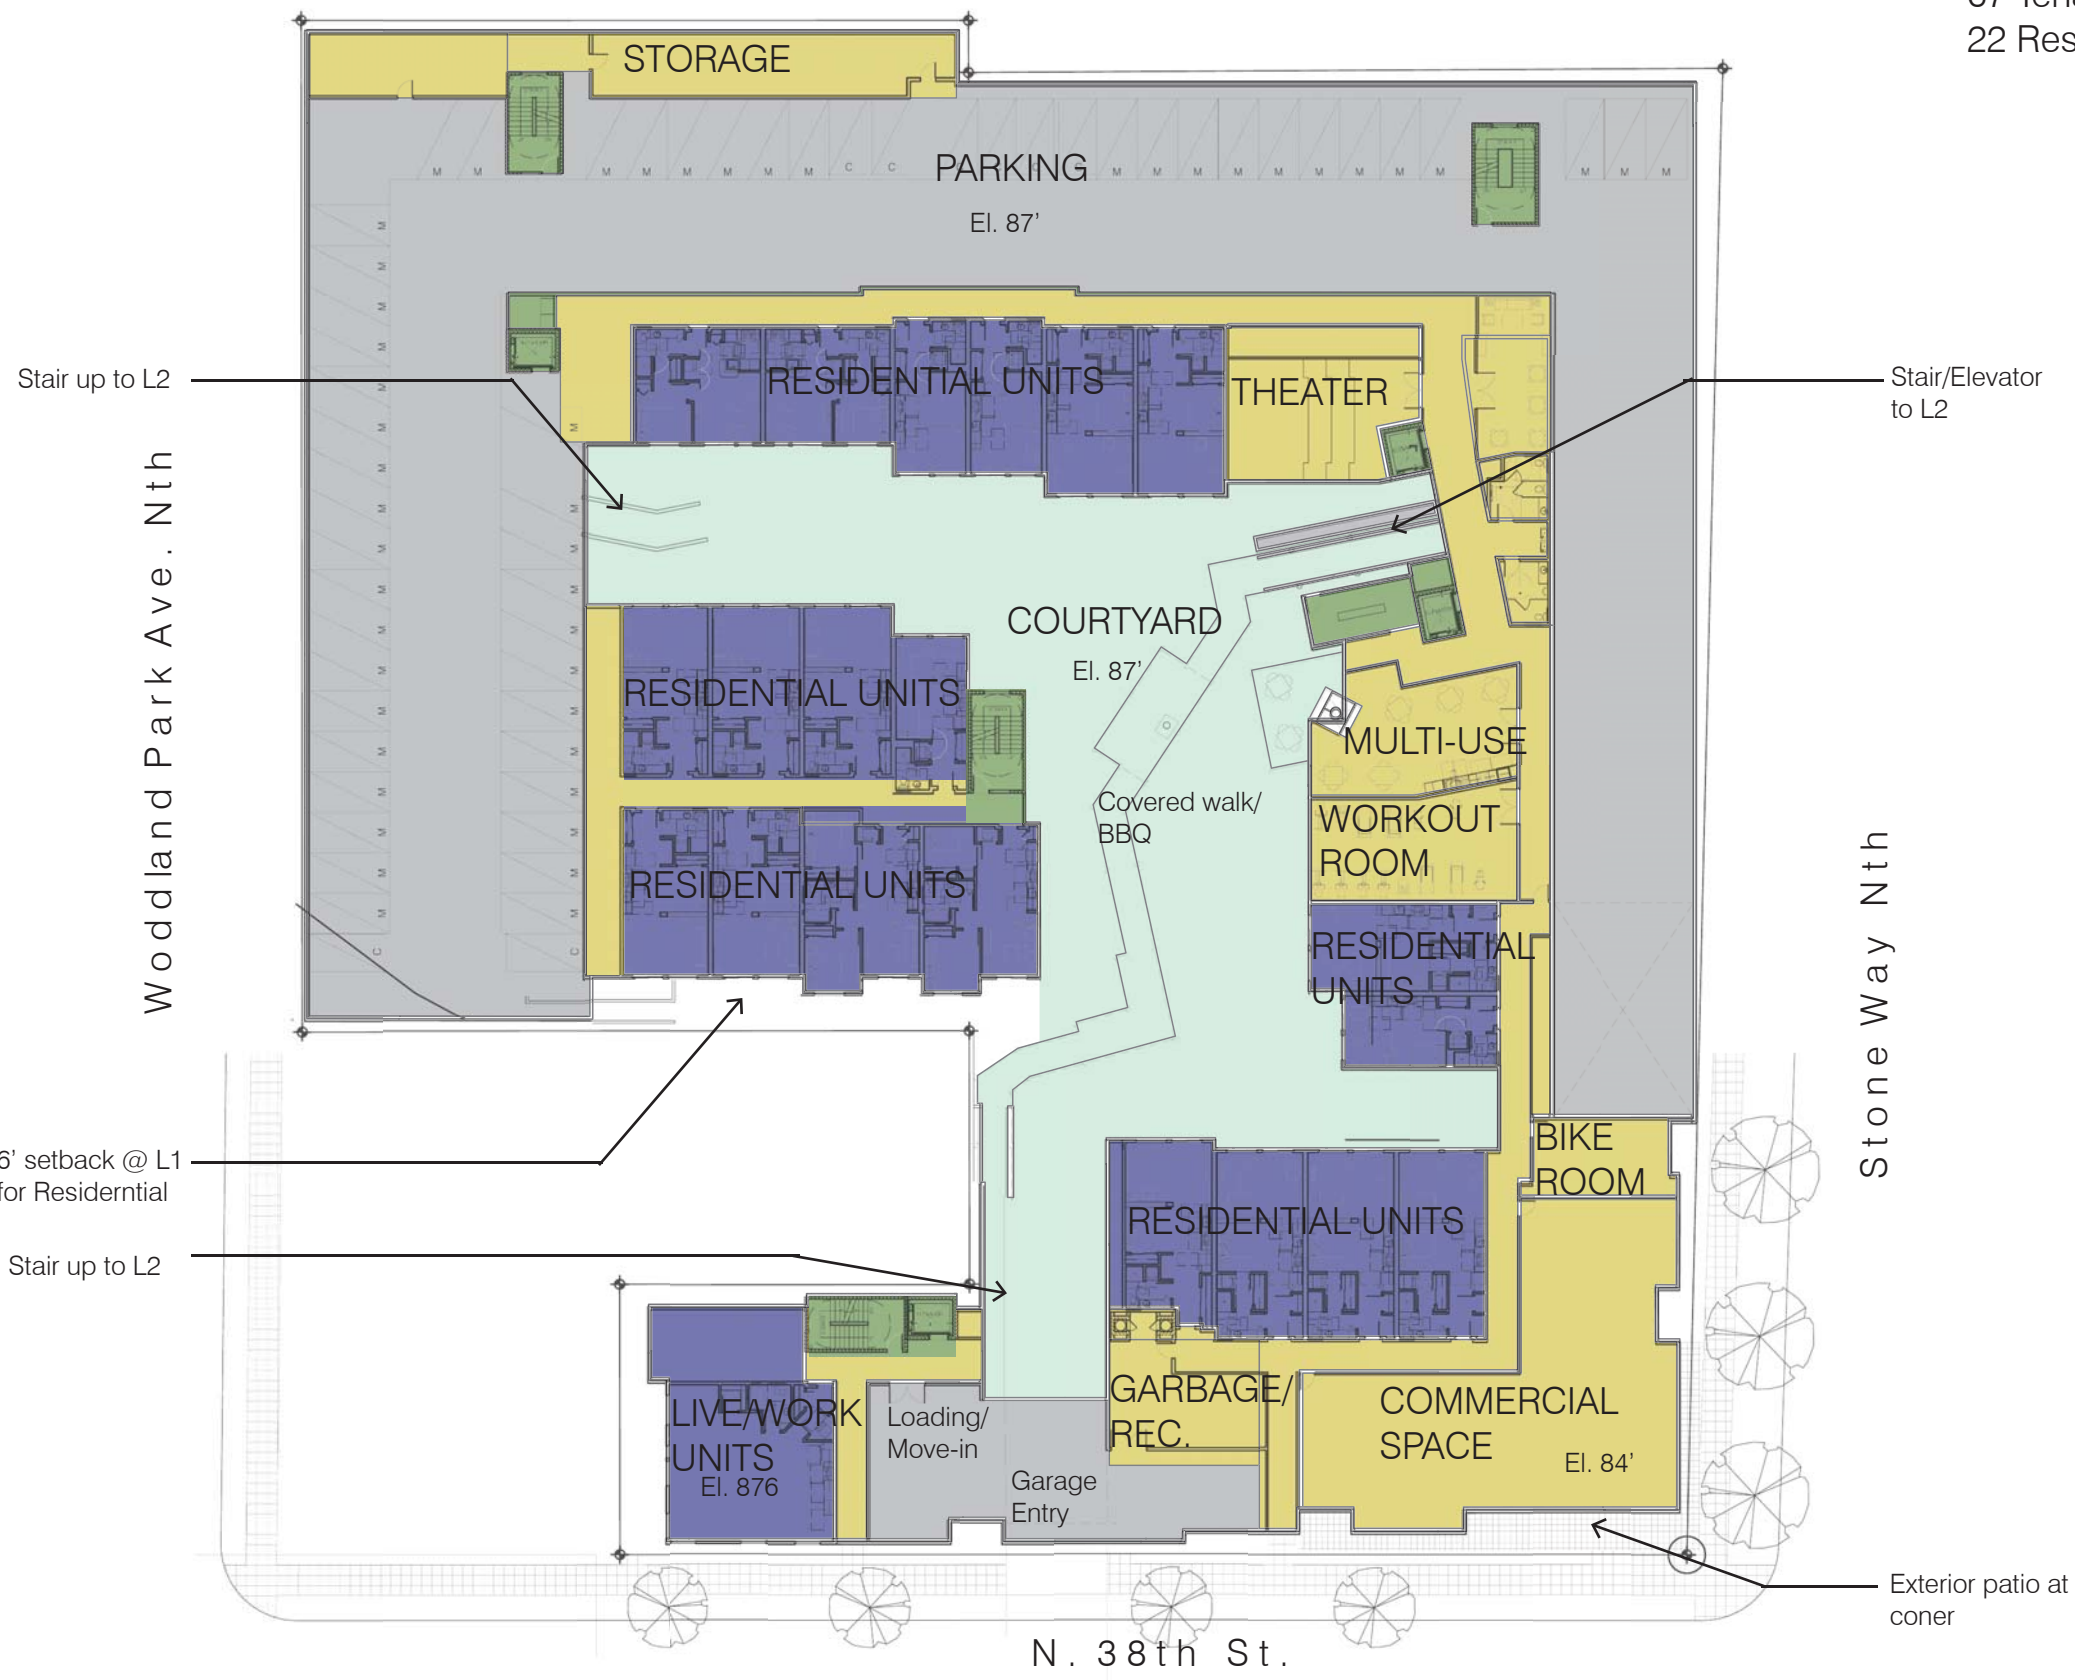 22 Res
STORAGE
PARKING
El. 87’
Stair up to L2
RESIDENTIAL UNITS
THEATER
Stair/Elevator
to L2
Wooddland Park Ave. Nth
COURTYARD
El. 87’
RESIDENTIAL UNITS
MULTI-USE
Covered walk/
BBQ
WORKOUT
ROOM
RESIDENTIAL UNITS
RESIDENTIAL
UNITS
Stone Way Nth
6’ setback @ L1
for Residerntial
BIKE
ROOM
RESIDENTIAL UNITS
Stair up to L2
LIVE/WORK
UNITS
El. 876
Loading/
Move-in
Garage
Entry
GARBAGE/
REC.
COMMERCIAL
SPACE
El. 84’
Exterior patio at
coner
N. 38th St.